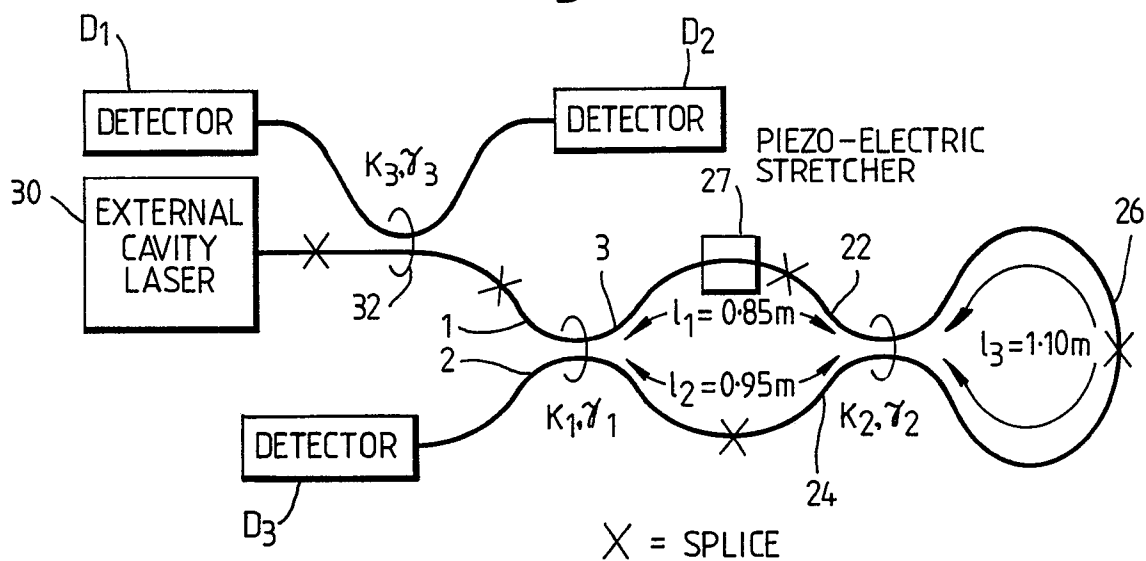 D1
D2
DETECTOR
DETECTOR
K3,γ3
PIEZO-ELECTRIC
STRETCHER
30
EXTERNAL
CAVITY
LASER
27
26
32
3
22
1
l1=0·85m
l3=1·10m
2
l2=0·95m
K1,γ1
K2,γ2
DETECTOR
24
D3
X = SPLICE